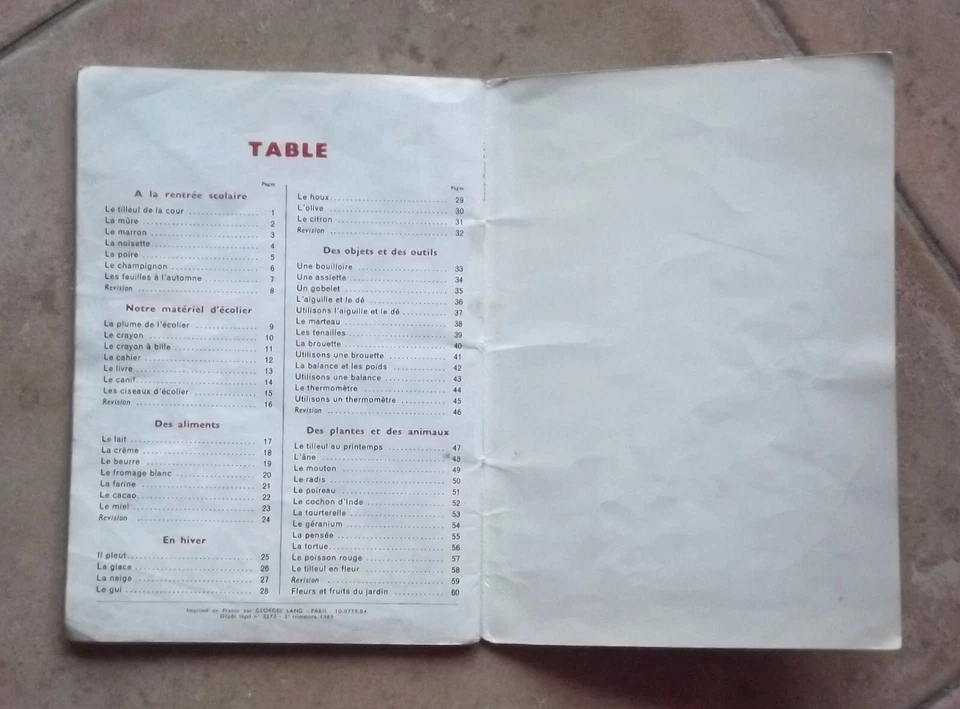 TABLE
Pages
A la rentrée scolaire
Le tilleul de la cour 1
La mûre 2
Le marron 3
La noisette 4
La poire 5
Le champignon 6
Les feuilles à l'automne 7
Revision 8
Notre matériel d'écolier
La plume de l'écolier 9
Le crayon 10
Le crayon à bille 11
Le cahier 12
Le livre 13
Le canif 14
Les ciseaux d'écolier 15
Revision 16
Des aliments
Le lait 17
La crème 18
Le beurre 19
Le fromage blanc 20
La farine 21
Le cacao 22
Le miel 23
Revision 24
En hiver
Il pleut 25
La glace 26
La neige 27
Le gui 28
Pages
Le houx 29
L'olive 30
Le citron 31
Revision 32
Des objets et des outils
Une bouilloire 33
Une assiette 34
Un gobelet 35
L'aiguille et le dé 36
Utilisons l'aiguille et le dé 37
Le marteau 38
Les tenailles 39
La brouette 40
Utilisons une brouette 41
La balance et les poids 42
Utilisons une balance 43
Le thermomètre 44
Utilisons un thermomètre 45
Revision 46
Des plantes et des animaux
Le tilleul au printemps 47
L'âne 48
Le mouton 49
Le radis 50
Le poireau 51
Le cochon d'Inde 52
La tourterelle 53
Le géranium 54
La pensée 55
La tortue 56
Le poisson rouge 57
Le tilleul en fleur 58
Revision 59
Fleurs et fruits du jardin 60
Imprimé en France par GEORGES LANG - PARIS
Dépôt légal n° trimestre